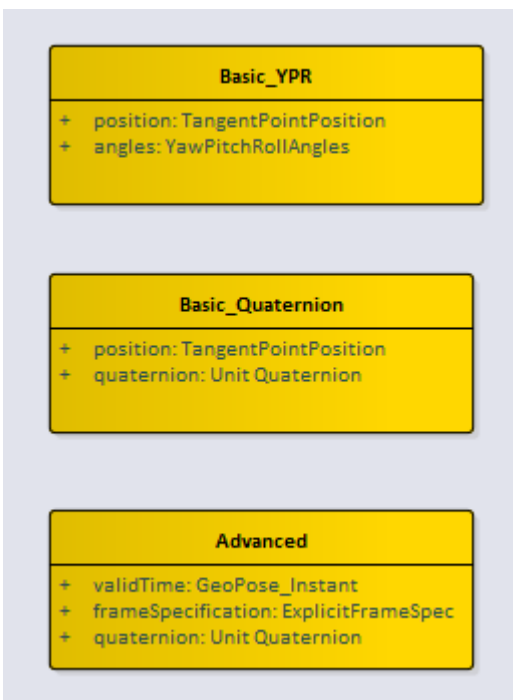 Basic_YPR
+ position: TangentPointPosition
+ angles: YawPitchRollAngles
Basic_Quaternion
+ position: TangentPointPosition
+ quaternion: Unit Quaternion
Advanced
+ validTime: GeoPose_Instant
+ frameSpecification: ExplicitFrameSpec
+ quaternion: Unit Quaternion